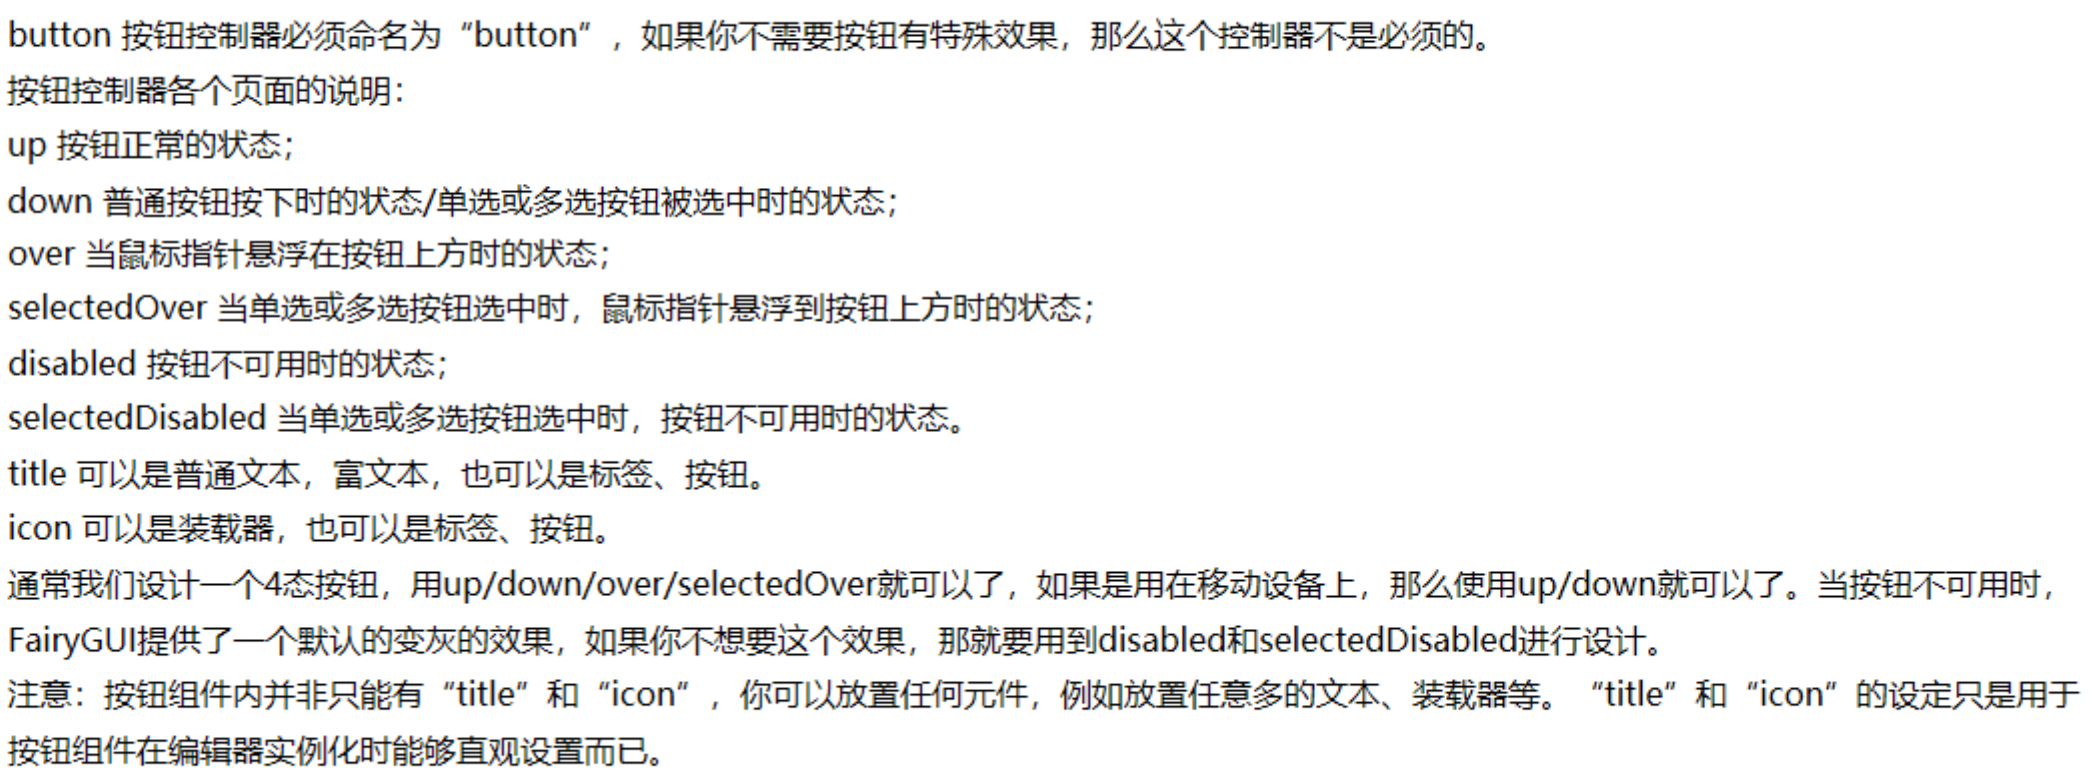 button 按钮控制器必须命名为“button”，如果你不需要按钮有特殊效果，那么这个控制器不是必须的。
按钮控制器各个页面的说明：
up 按钮正常的状态；
down 普通按钮按下时的状态/单选或多选按钮被选中时的状态；
over 当鼠标指针悬浮在按钮上方时的状态；
selectedOver 当单选或多选按钮选中时，鼠标指针悬浮到按钮上方时的状态；
disabled 按钮不可用时的状态；
selectedDisabled 当单选或多选按钮选中时，按钮不可用时的状态。
title 可以是普通文本，富文本，也可以是标签、按钮。
icon 可以是装载器，也可以是标签、按钮。
通常我们设计一个4态按钮，用up/down/over/selectedOver就可以了，如果是用在移动设备上，那么使用up/down就可以了。当按钮不可用时，
FairyGUI提供了一个默认的变灰的效果，如果你不想要这个效果，那就要用到disabled和selectedDisabled进行设计。
注意：按钮组件内并非只能有“title”和“icon”，你可以放置任何元件，例如放置任意多的文本、装载器等。“title”和“icon”的设定只是用于
按钮组件在编辑器实例化时能够直观设置而已。